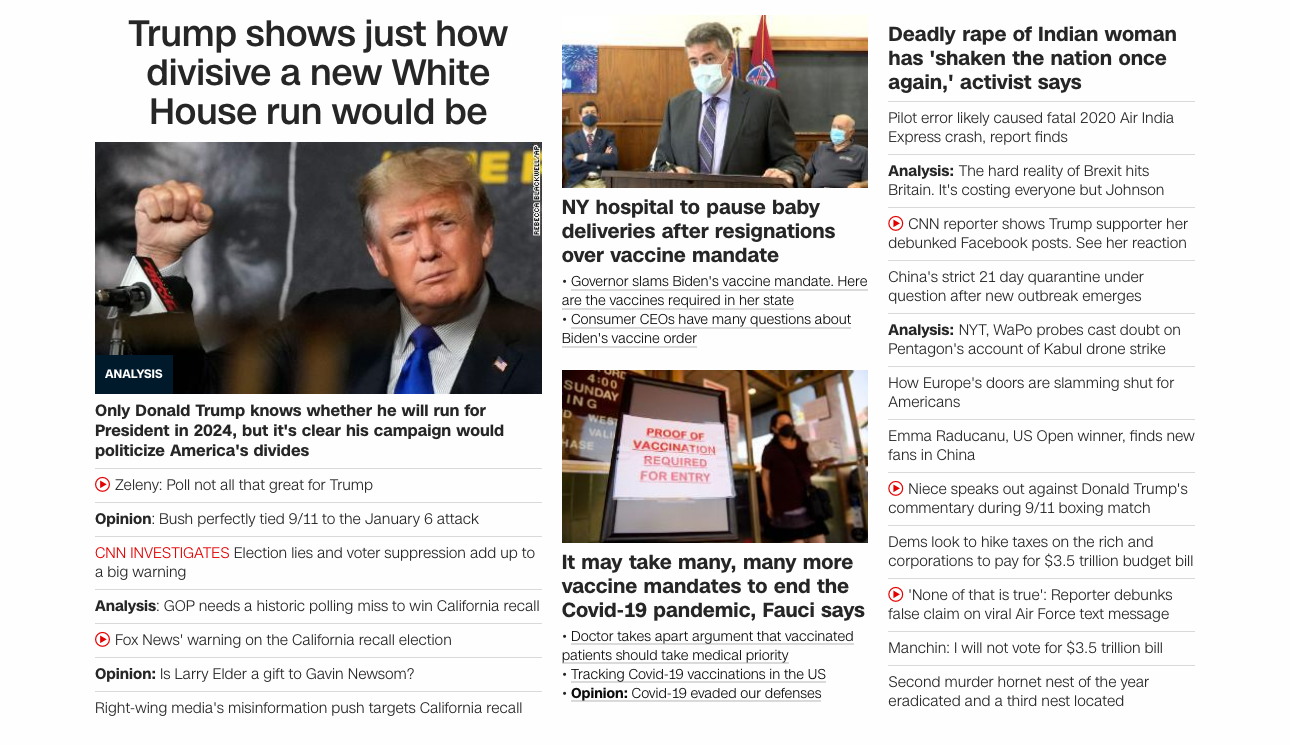 Trump shows just how
divisive a new White
House run would be
REBECCA BLACKWELL/AP
ANALYSIS
Only Donald Trump knows whether he will run for
President in 2024, but it's clear his campaign would
politicize America's divides
Zeleny: Poll not all that great for Trump
Opinion: Bush perfectly tied 9/11 to the January 6 attack
CNN INVESTIGATES Election lies and voter suppression add up to
a big warning
Analysis: GOP needs a historic polling miss to win California recall
Fox News' warning on the California recall election
Opinion: Is Larry Elder a gift to Gavin Newsom?
Right-wing media's misinformation push targets California recall
NY hospital to pause baby
deliveries after resignations
over vaccine mandate
• Governor slams Biden's vaccine mandate. Here
are the vaccines required in her state
• Consumer CEOs have many questions about
Biden's vaccine order
4:00
SUNDAY
ING
PROOF OF
VACCINATION
REQUIRED
FOR ENTRY
It may take many, many more
vaccine mandates to end the
Covid-19 pandemic, Fauci says
• Doctor takes apart argument that vaccinated
patients should take medical priority
• Tracking Covid-19 vaccinations in the US
• Opinion: Covid-19 evaded our defenses
Deadly rape of Indian woman
has 'shaken the nation once
again,' activist says
Pilot error likely caused fatal 2020 Air India
Express crash, report finds
Analysis: The hard reality of Brexit hits
Britain. It's costing everyone but Johnson
CNN reporter shows Trump supporter her
debunked Facebook posts. See her reaction
China's strict 21 day quarantine under
question after new outbreak emerges
Analysis: NYT, WaPo probes cast doubt on
Pentagon's account of Kabul drone strike
How Europe's doors are slamming shut for
Americans
Emma Raducanu, US Open winner, finds new
fans in China
Niece speaks out against Donald Trump's
commentary during 9/11 boxing match
Dems look to hike taxes on the rich and
corporations to pay for $3.5 trillion budget bill
'None of that is true': Reporter debunks
false claim on viral Air Force text message
Manchin: I will not vote for $3.5 trillion bill
Second murder hornet nest of the year
eradicated and a third nest located